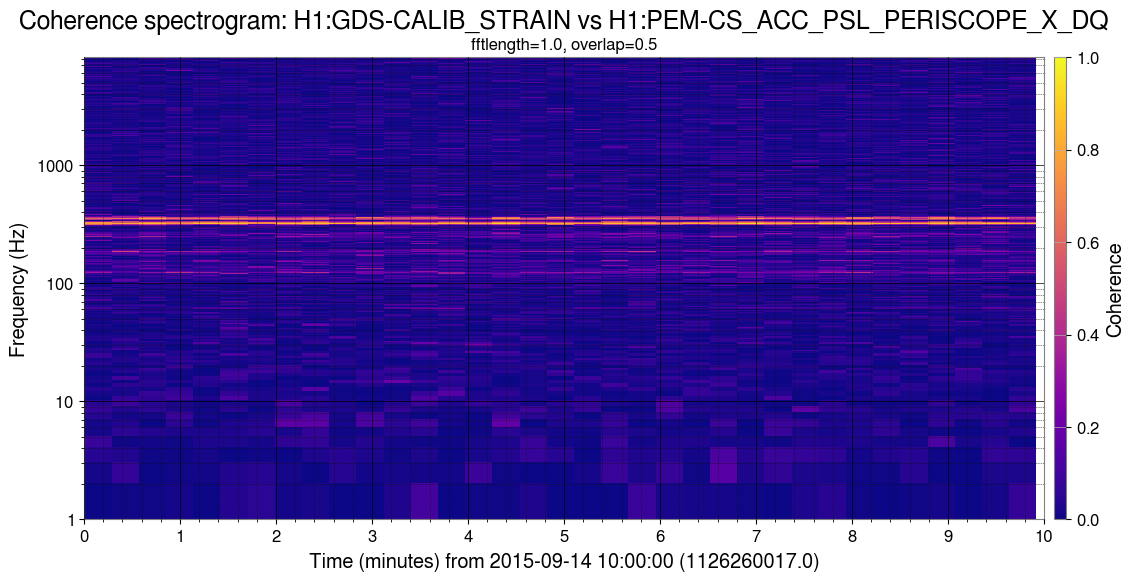 Coherence spectrogram: H1:GDS-CALIB_STRAIN vs H1:PEM-CS_ACC_PSL_PERISCOPE_X_DQ
fftlength=1.0, overlap=0.5
Frequency (Hz)
1000
100
10
1
0 1 2 3 4 5 6 7 8 9 10
Time (minutes) from 2015-09-14 10:00:00 (1126260017.0)
1.0
0.8
0.6
0.4
0.2
0.0
Coherence